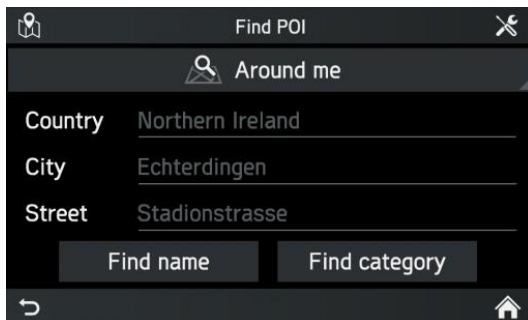 Find POI
Around me
Country Northern Ireland
City Echterdingen
Street Stadionstrasse
Find name Find category